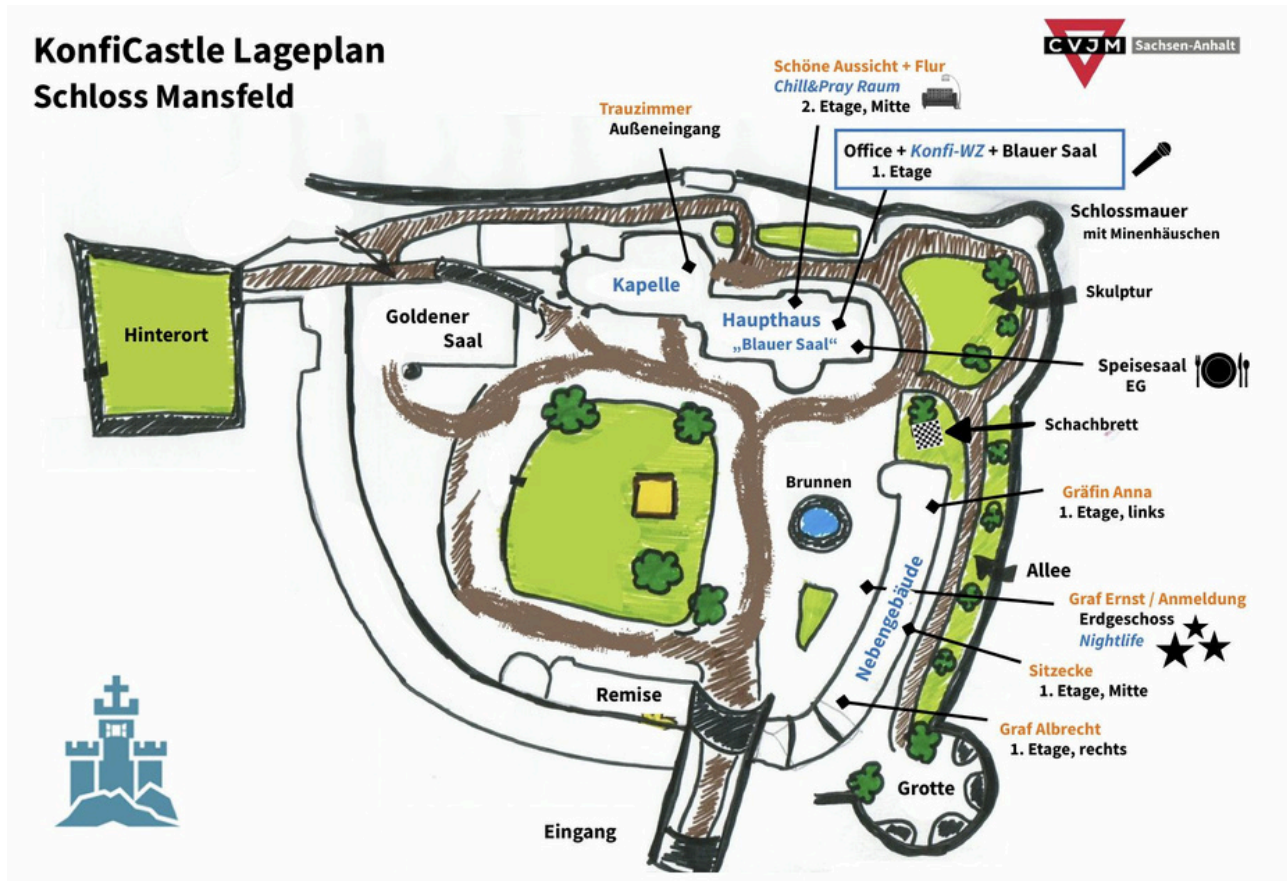 KonfiCastle Lageplan
Schloss Mansfeld
CVJM Sachsen-Anhalt
Schöne Aussicht + Flur
Chill&Pray Raum
2. Etage, Mitte
Trauzimmer
Außeneingang
Office + Konfi-WZ + Blauer Saal
1. Etage
Schlossmauer
mit Minenhäuschen
Skulptur
Kapelle
Haupthaus
„Blauer Saal“
Goldener
Saal
Hinterort
Speisesaal
EG
Schachbrett
Brunnen
Gräfin Anna
1. Etage, links
Allee
Graf Ernst / Anmeldung
Erdgeschoss
Nightlife
Nebengebäude
Sitzecke
1. Etage, Mitte
Remise
Graf Albrecht
1. Etage, rechts
Grotte
Eingang